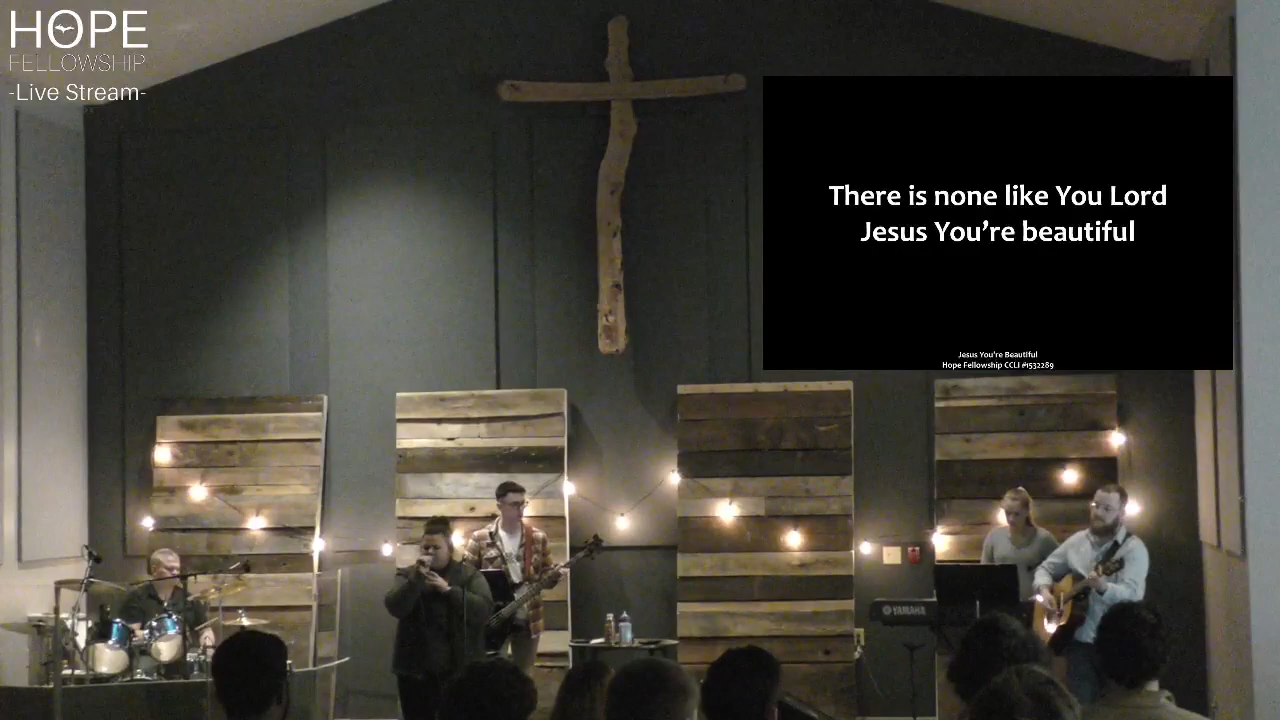 HOPE
FELLOWSHIP
-Live Stream-
There is none like You Lord
Jesus You're beautiful
Jesus You're Beautiful
Hope Fellowship CCLI #1532289
YAMAHA